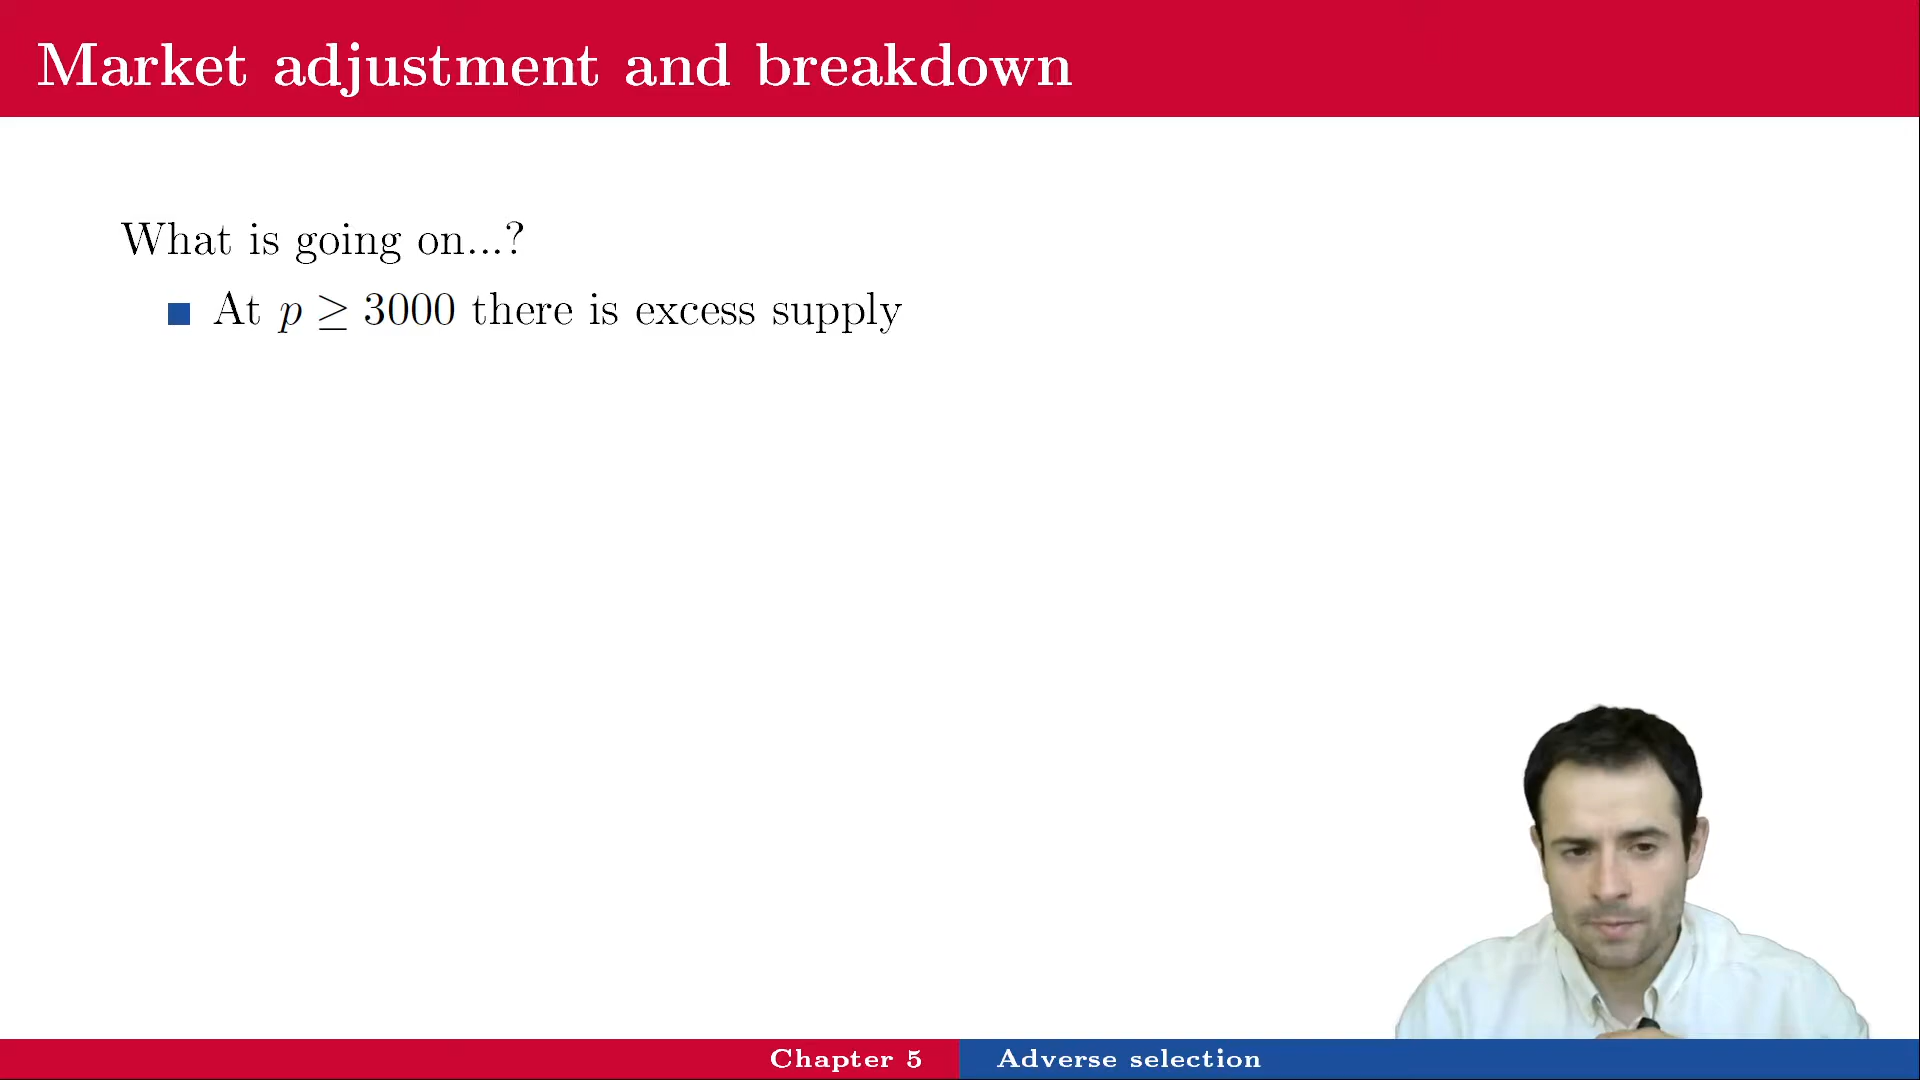 Market adjustment and breakdown
What is going on...?
At p ≥ 3000 there is excess supply
Chapter 5
Adverse selection